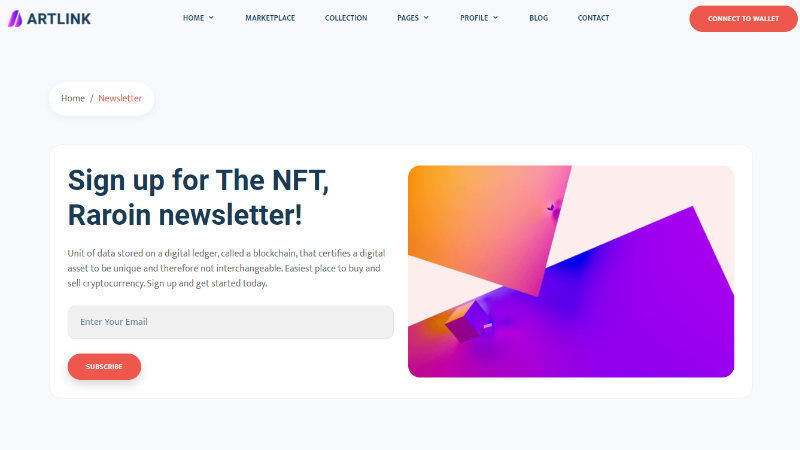 ARTLINK
HOME
MARKETPLACE
COLLECTION
PAGES
PROFILE
BLOG
CONTACT
CONNECT TO WALLET
Home / Newsletter
Sign up for The NFT,
Raroin newsletter!
Unit of data stored on a digital ledger, called a blockchain, that certifies a digital
asset to be unique and therefore not interchangeable. Easiest place to buy and
sell cryptocurrency. Sign up and get started today.
Enter Your Email
SUBSCRIBE